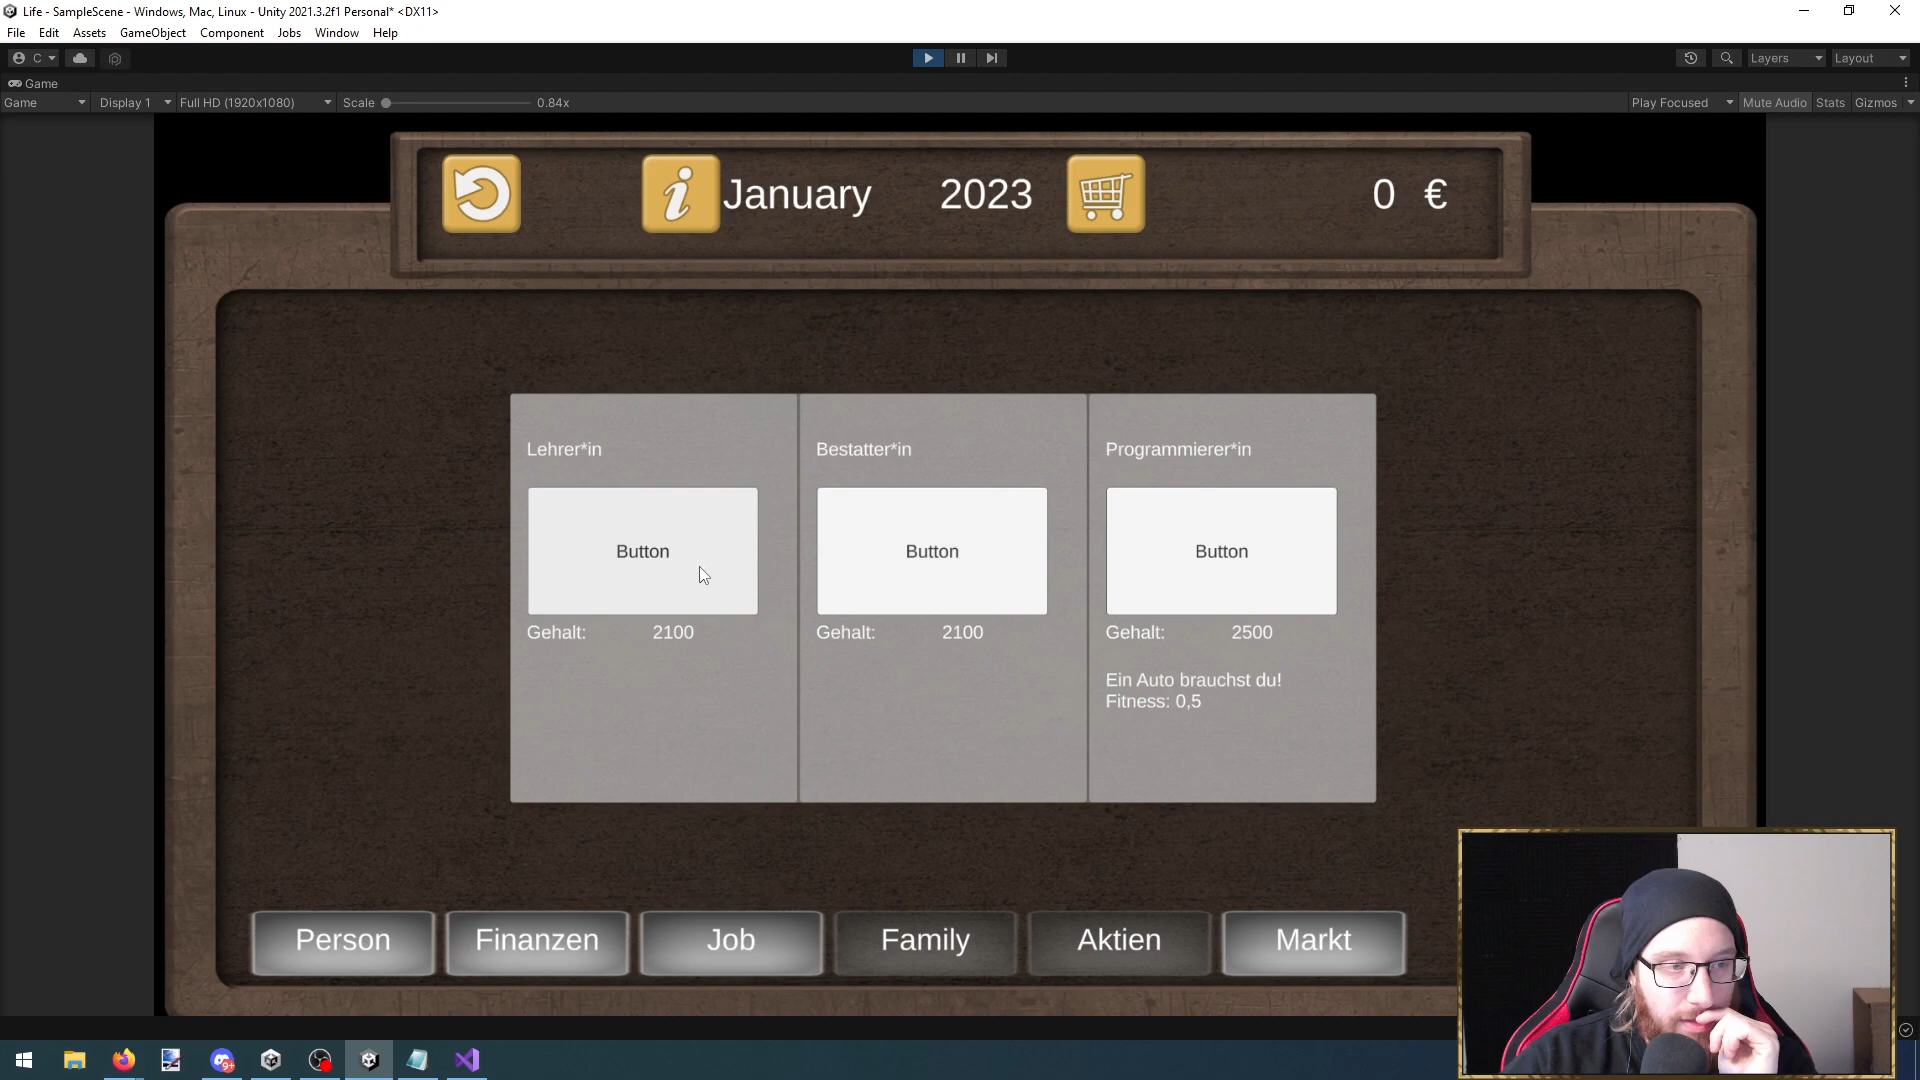 Life - SampleScene - Windows, Mac, Linux - Unity 2021.3.2f1 Personal* <DX11>
File Edit Assets GameObject Component Jobs Window Help
C Layers Layout
Game
Game Display 1 Full HD (1920x1080) Scale 0.84x Play Focused Mute Audio Stats Gizmos
i January 2023 0 €
Lehrer*in Bestatter*in Programmierer*in
Button Button Button
Gehalt: 2100 Gehalt: 2100 Gehalt: 2500
Ein Auto brauchst du!
Fitness: 0,5
Person Finanzen Job Family Aktien Markt
9+